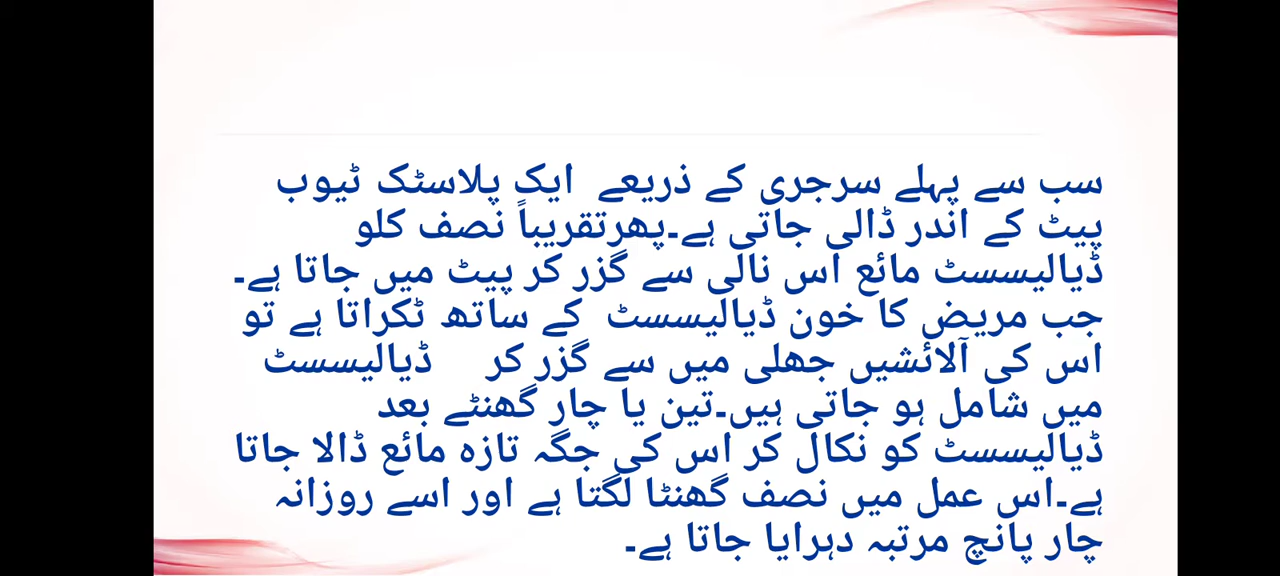 سب سے پہلے سرجری کے ذریعے ایک پلاسٹک ٹیوب
پیٹ کے اندر ڈالی جاتی ہے۔پھرتقریباً نصف کلو
ڈیالیسسٹ مائع اس نالی سے گزر کر پیٹ میں جاتا ہے۔
جب مریض کا خون ڈیالیسسٹ کے ساتھ ٹکراتا ہے تو
اس کی آلائشیں جھلی میں سے گزر کر ڈیالیسسٹ
میں شامل ہو جاتی ہیں۔تین یا چار گھنٹے بعد
ڈیالیسسٹ کو نکال کر اس کی جگہ تازہ مائع ڈالا جاتا
ہے۔اس عمل میں نصف گھنٹا لگتا ہے اور اسے روزانہ
چار پانچ مرتبہ دہرایا جاتا ہے۔